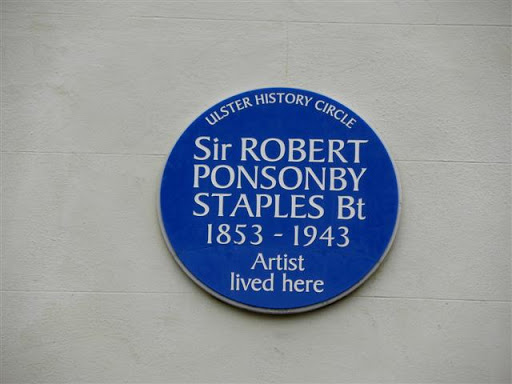 ULSTER HISTORY CIRCLE
Sir ROBERT
PONSONBY
STAPLES Bt
1853 - 1943
Artist
lived here